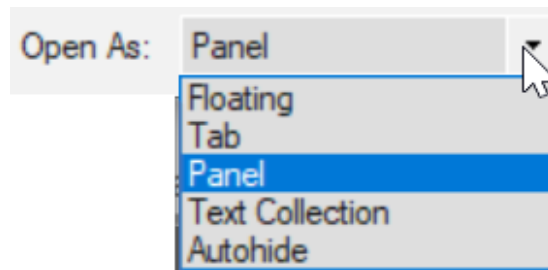 Open As: Panel
Floating
Tab
Panel
Text Collection
Autohide